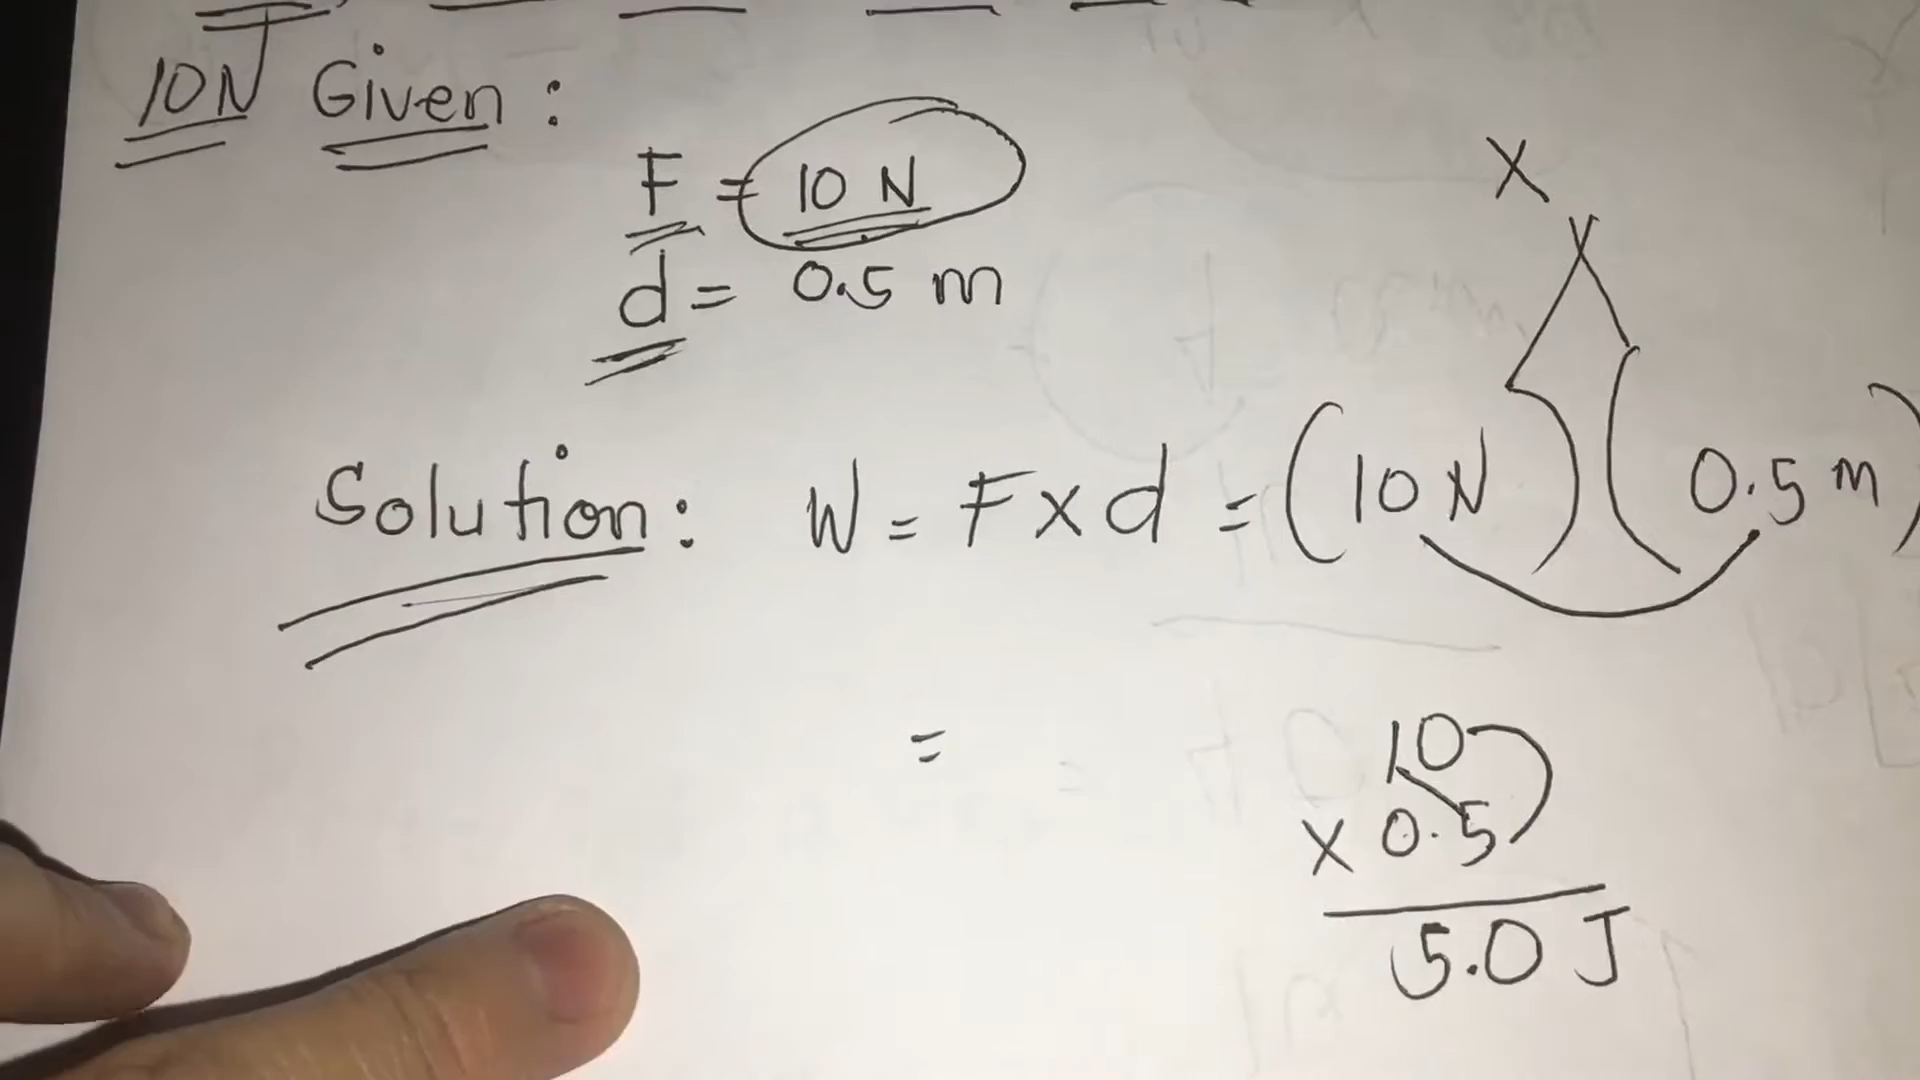 10N Given:
F = 10 N
d = 0.5 m
X
X
Solution: W = F x d = (10 N) (0.5 m)
=
10
X 0.5
5.0 J